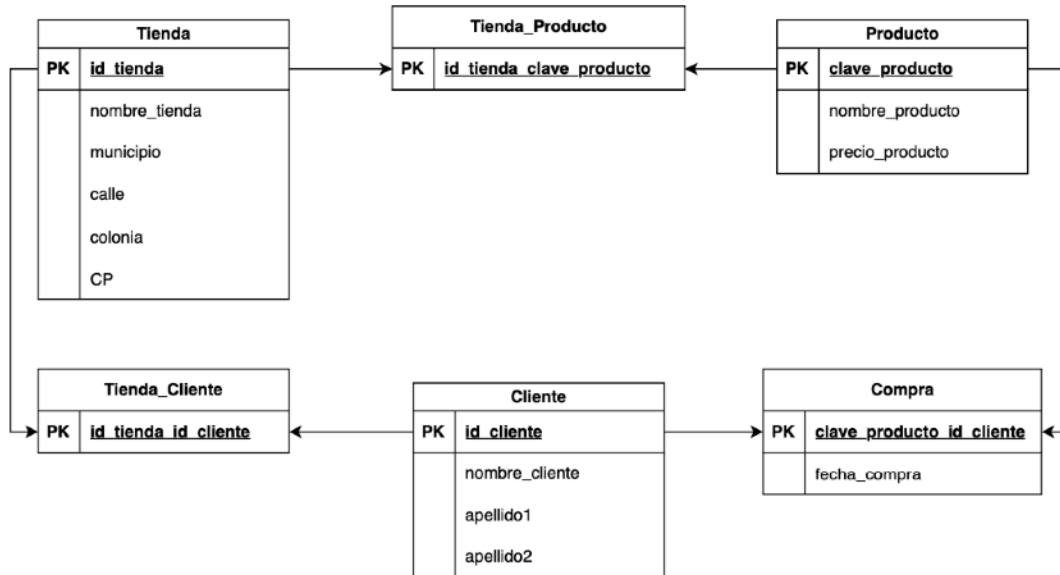 Tienda
PK id_tienda
nombre_tienda
municipio
calle
colonia
CP
Tienda_Producto
PK id_tienda_clave_producto
Producto
PK clave_producto
nombre_producto
precio_producto
Tienda_Cliente
PK id_tienda_id_cliente
Cliente
PK id_cliente
nombre_cliente
apellido1
apellido2
Compra
PK clave_producto_id_cliente
fecha_compra